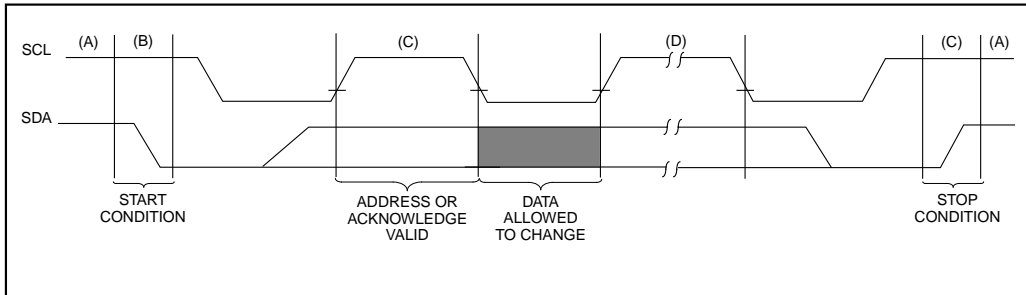 SCL (A) (B) (C) (D) (C) (A)
SDA
START
CONDITION
ADDRESS OR
ACKNOWLEDGE
VALID
DATA
ALLOWED
TO CHANGE
STOP
CONDITION